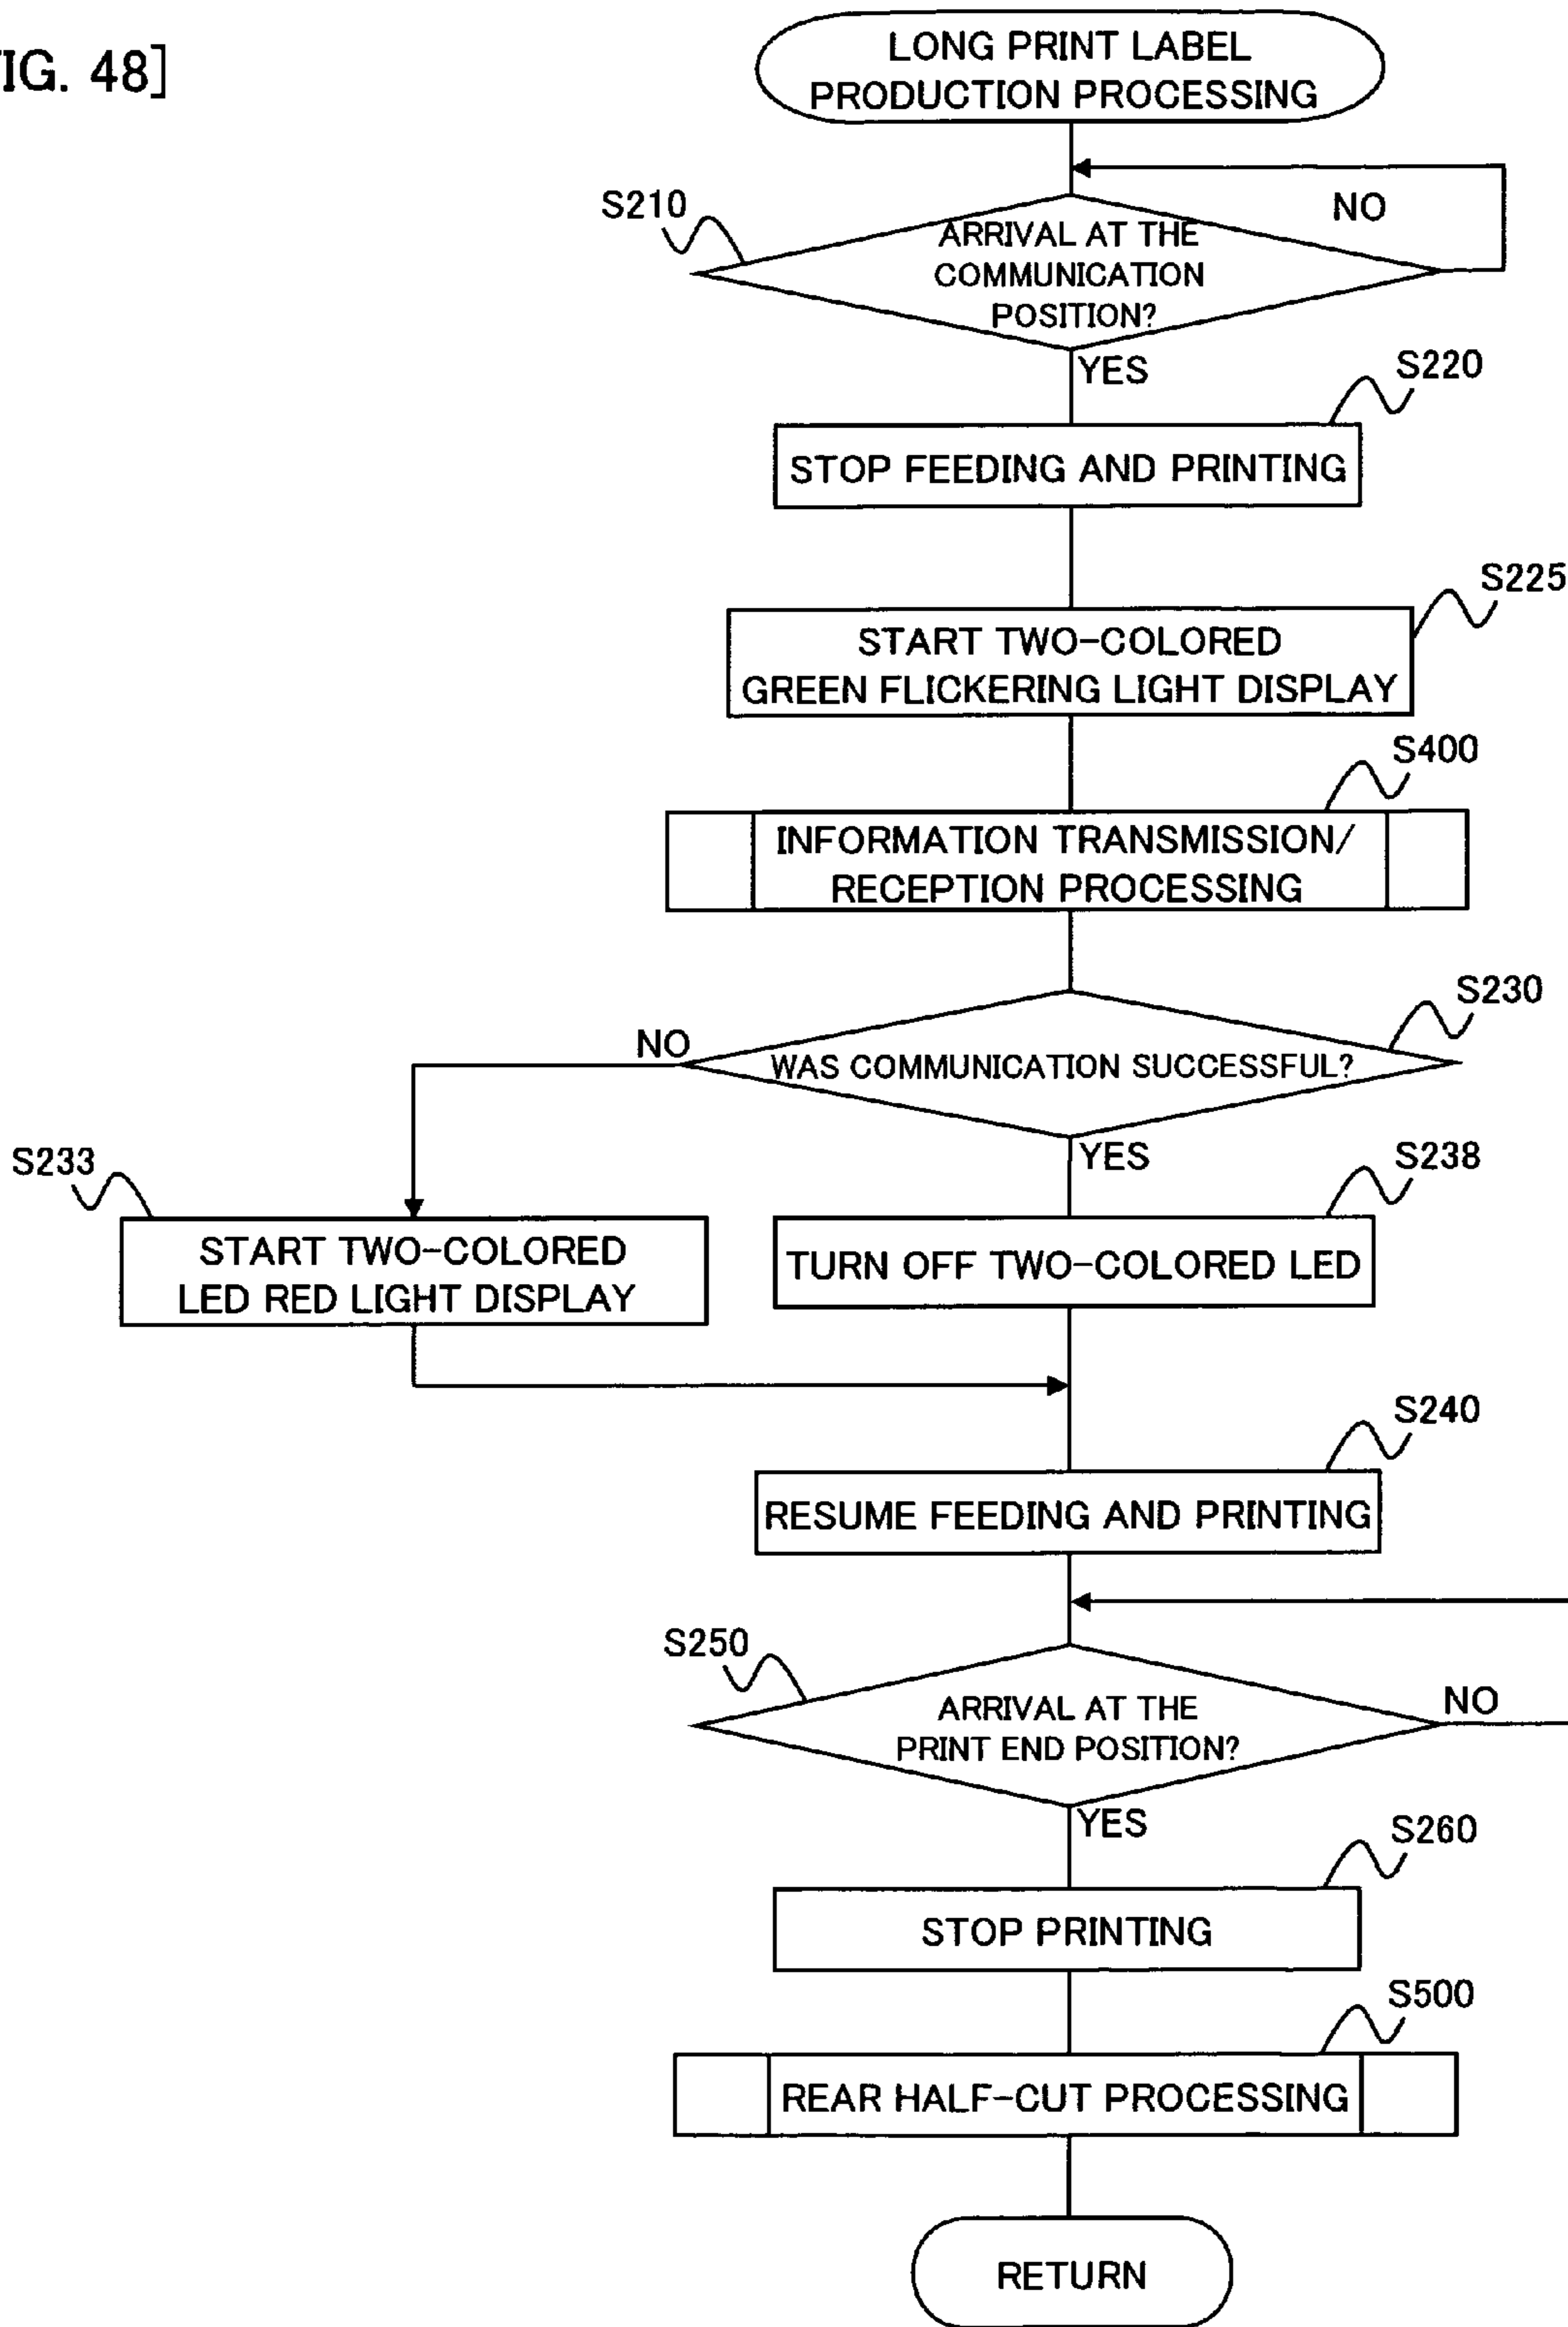 IG. 48]
LONG PRINT LABEL
PRODUCTION PROCESSING
S210
NO
ARRIVAL AT THE
COMMUNICATION
POSITION?
YES
S220
STOP FEEDING AND PRINTING
S225
START TWO-COLORED
GREEN FLICKERING LIGHT DISPLAY
S400
INFORMATION TRANSMISSION/
RECEPTION PROCESSING
S230
NO
WAS COMMUNICATION SUCCESSFUL?
YES
S233
S238
START TWO-COLORED
LED RED LIGHT DISPLAY
TURN OFF TWO-COLORED LED
S240
RESUME FEEDING AND PRINTING
S250
ARRIVAL AT THE
PRINT END POSITION?
NO
YES
S260
STOP PRINTING
S500
REAR HALF-CUT PROCESSING
RETURN